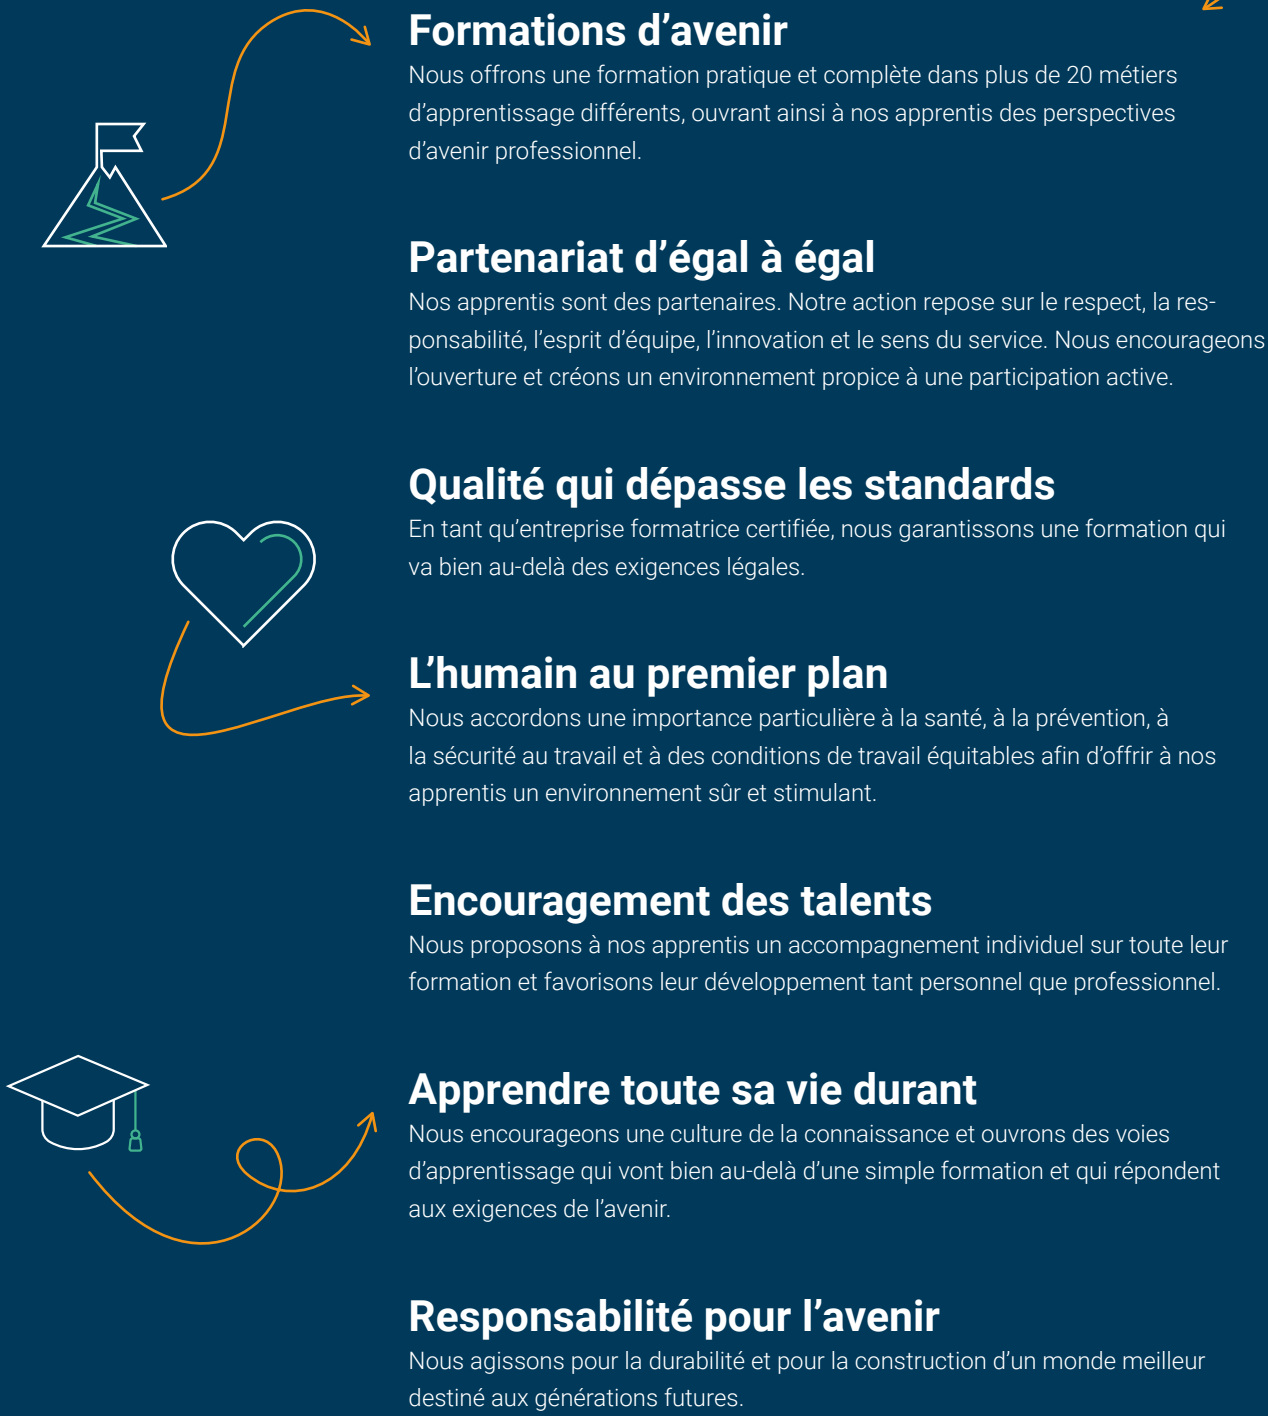 Formations d’avenir
Nous offrons une formation pratique et complète dans plus de 20 métiers
d’apprentissage différents, ouvrant ainsi à nos apprentis des perspectives
d’avenir professionnel.
Partenariat d’égal à égal
Nos apprentis sont des partenaires. Notre action repose sur le respect, la res-
ponsabilité, l’esprit d’équipe, l’innovation et le sens du service. Nous encourageons
l’ouverture et créons un environnement propice à une participation active.
Qualité qui dépasse les standards
En tant qu’entreprise formatrice certifiée, nous garantissons une formation qui
va bien au-delà des exigences légales.
L’humain au premier plan
Nous accordons une importance particulière à la santé, à la prévention, à
la sécurité au travail et à des conditions de travail équitables afin d’offrir à nos
apprentis un environnement sûr et stimulant.
Encouragement des talents
Nous proposons à nos apprentis un accompagnement individuel sur toute leur
formation et favorisons leur développement tant personnel que professionnel.
Apprendre toute sa vie durant
Nous encourageons une culture de la connaissance et ouvrons des voies
d’apprentissage qui vont bien au-delà d’une simple formation et qui répondent
aux exigences de l’avenir.
Responsabilité pour l’avenir
Nous agissons pour la durabilité et pour la construction d’un monde meilleur
destiné aux générations futures.